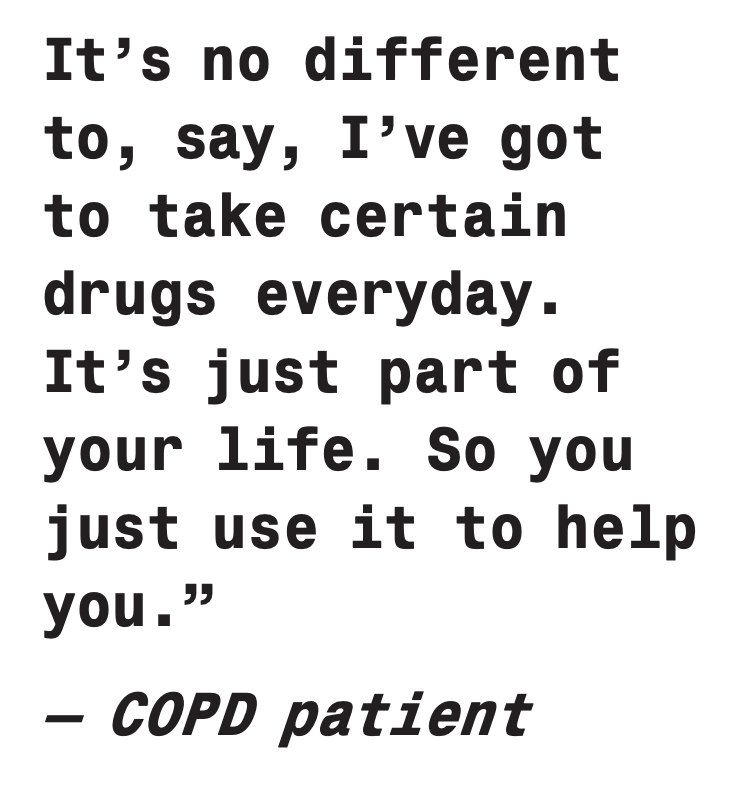 It’s no different
to, say, I’ve got
to take certain
drugs everyday.
It’s just part of
your life. So you
just use it to help
you.”
— COPD patient